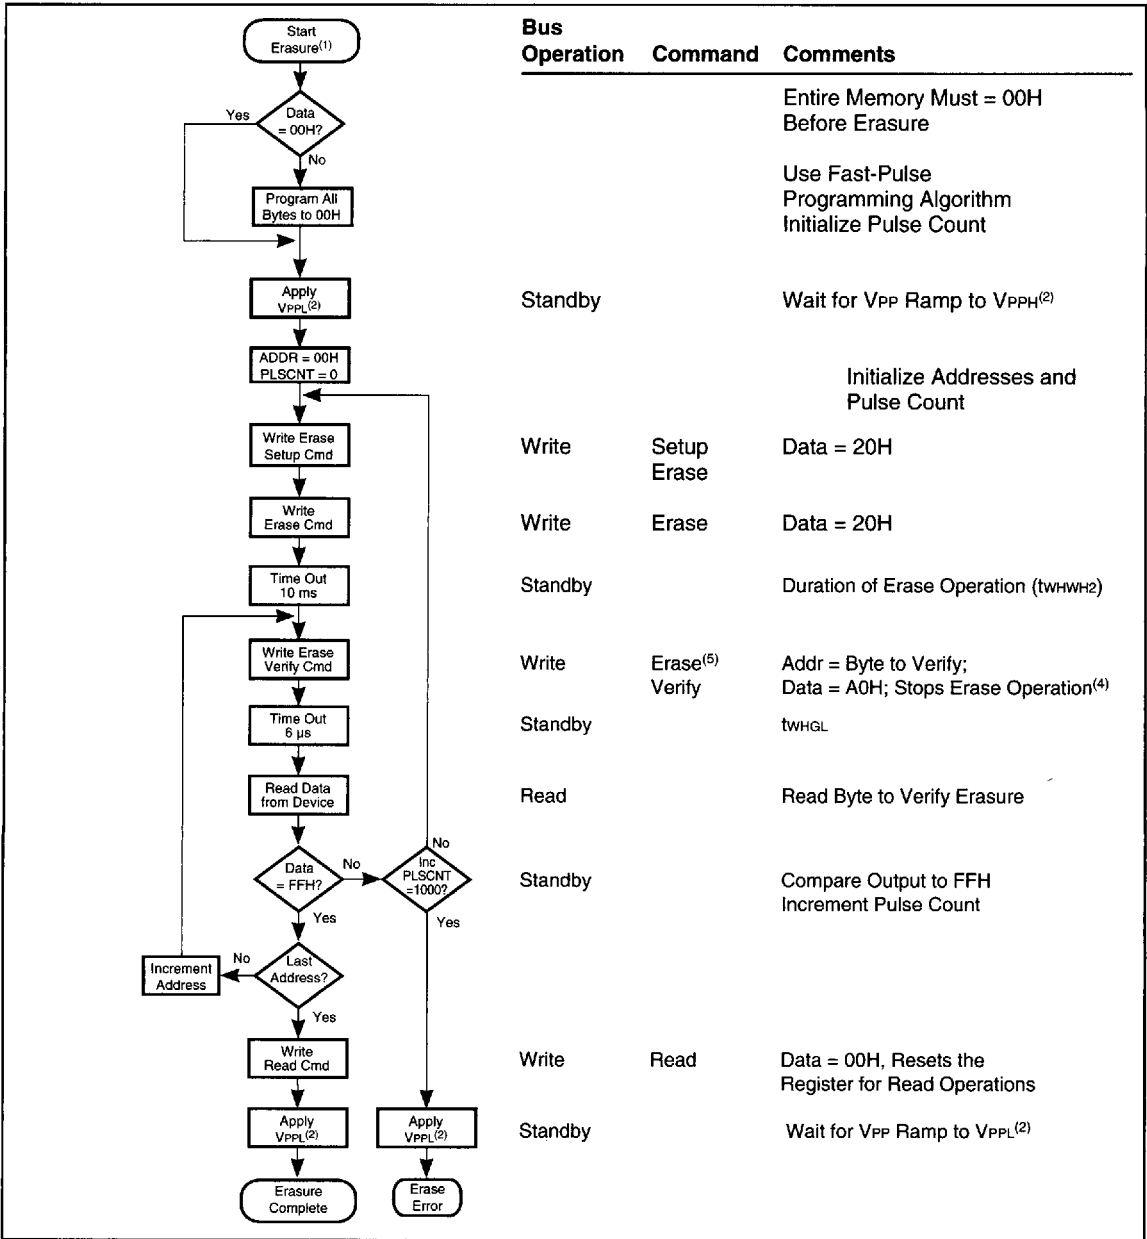 Start
Erasure(1)
Data
= 00H?
Yes
No
Program All
Bytes to 00H
Apply
VPPL(2)
ADDR = 00H
PLSCNT = 0
Write Erase
Setup Cmd
Write
Erase Cmd
Time Out
10 ms
Write Erase
Verify Cmd
Time Out
6 µs
Read Data
from Device
Data
= FFH?
No
Yes
Inc
PLSCNT
=1000?
No
Yes
Last
Address?
No
Yes
Increment
Address
Write
Read Cmd
Apply
VPPL(2)
Apply
VPPL(2)
Erasure
Complete
Erase
Error
Bus
Operation Command Comments
Entire Memory Must = 00H
Before Erasure
Use Fast-Pulse
Programming Algorithm
Initialize Pulse Count
Standby Wait for VPP Ramp to VPPH(2)
Initialize Addresses and
Pulse Count
Write Setup Data = 20H
Erase
Write Erase Data = 20H
Standby Duration of Erase Operation (tWHWH2)
Write Erase(5) Addr = Byte to Verify;
Verify Data = A0H; Stops Erase Operation(4)
Standby tWHGL
Read Read Byte to Verify Erasure
Standby Compare Output to FFH
Increment Pulse Count
Write Read Data = 00H, Resets the
Register for Read Operations
Standby Wait for VPP Ramp to VPPL(2)